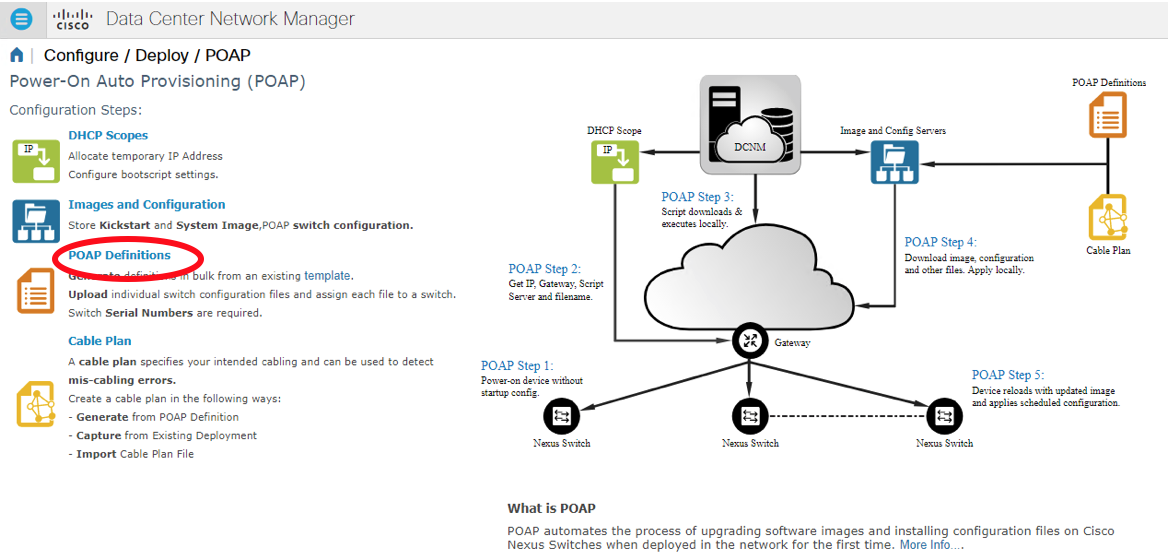 CISCO Data Center Network Manager
Configure / Deploy / POAP
Power-On Auto Provisioning (POAP)
Configuration Steps:
DHCP Scopes
IP
Allocate temporary IP Address
Configure bootscript settings.
Images and Configuration
Store Kickstart and System Image,POAP switch configuration.
POAP Definitions
Generate definitions in bulk from an existing template.
Upload individual switch configuration files and assign each file to a switch.
Switch Serial Numbers are required.
Cable Plan
A cable plan specifies your intended cabling and can be used to detect
mis-cabling errors.
Create a cable plan in the following ways:
- Generate from POAP Definition
- Capture from Existing Deployment
- Import Cable Plan File
POAP Definitions
DHCP Scope
Image and Config Servers
IP
DCNM
POAP Step 3:
Script downloads &
executes locally.
POAP Step 4:
Download image, configuration
and other files. Apply locally.
Cable Plan
POAP Step 2:
Get IP, Gateway, Script
Server and filename.
Gateway
POAP Step 1:
Power-on device without
startup config.
POAP Step 5:
Device reloads with updated image
and applies scheduled configuration.
Nexus Switch
Nexus Switch
Nexus Switch
What is POAP
POAP automates the process of upgrading software images and installing configuration files on Cisco
Nexus Switches when deployed in the network for the first time. More Info....